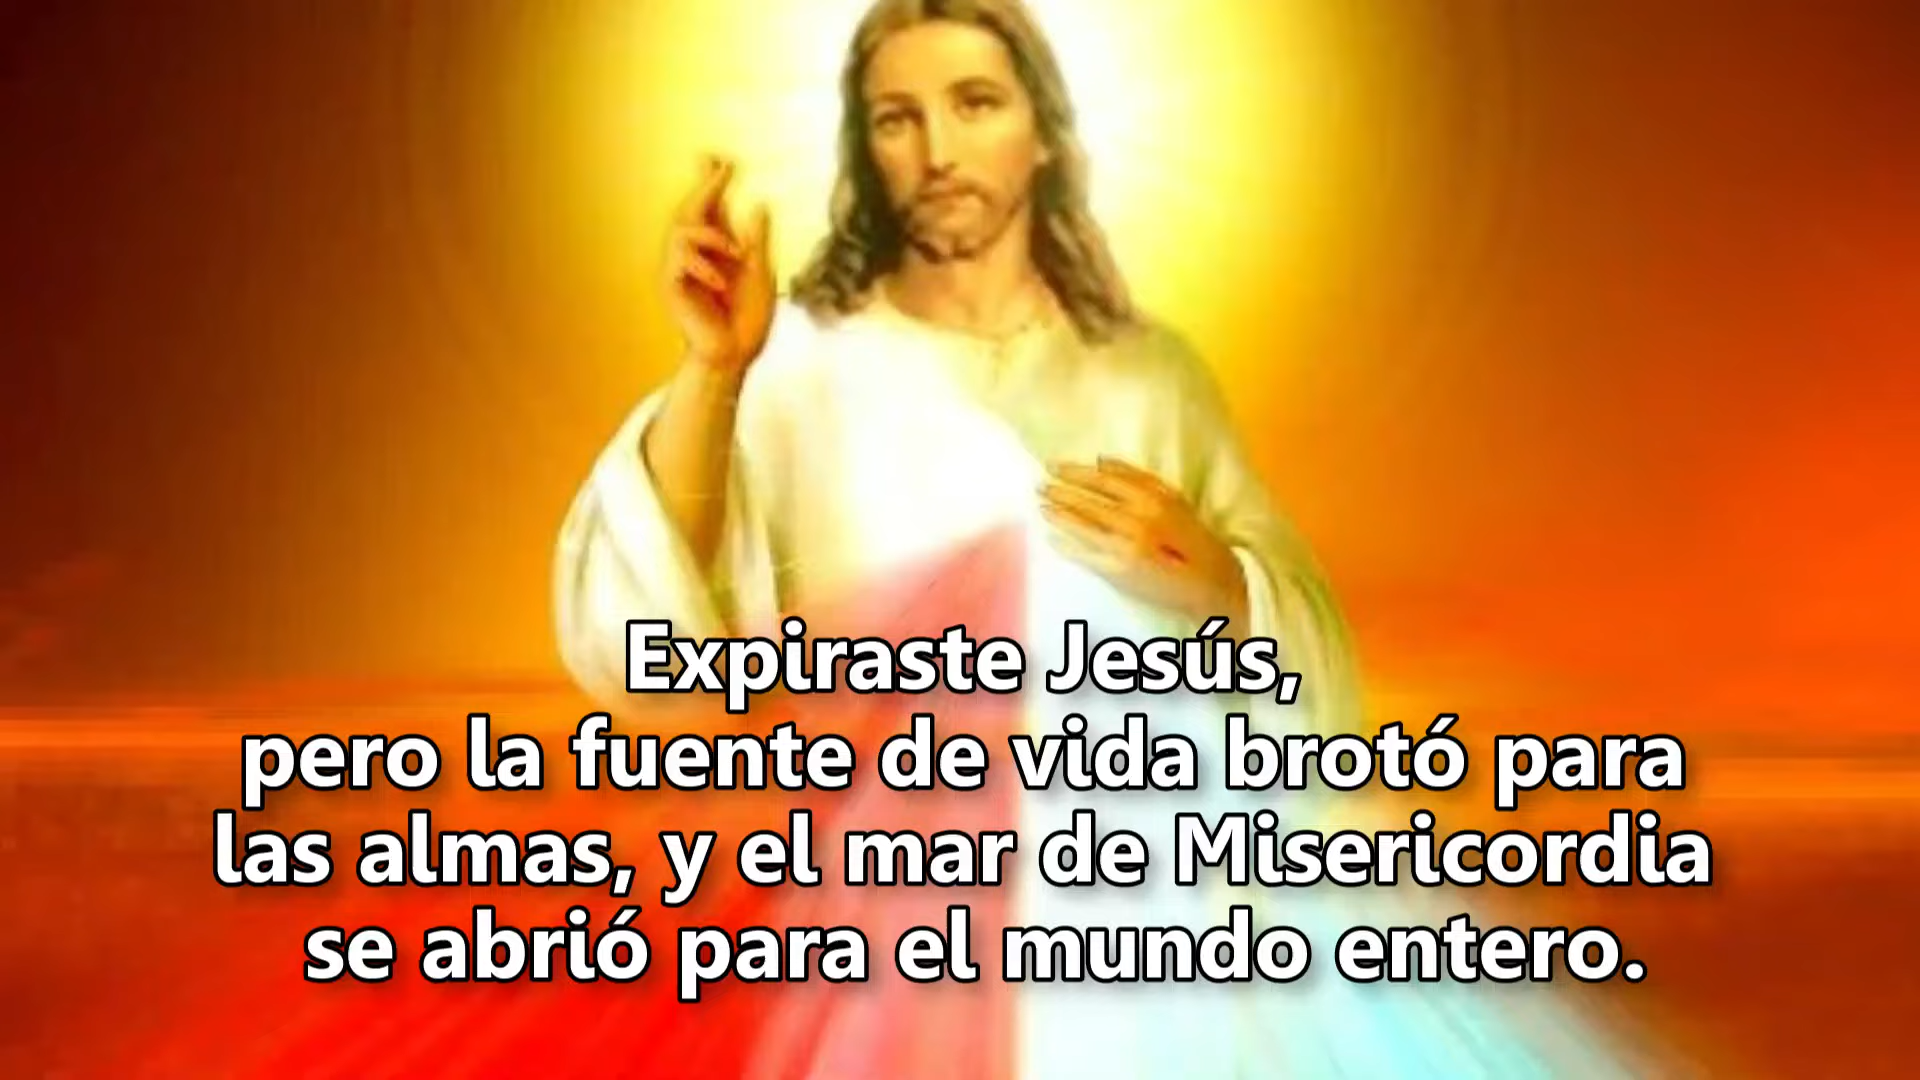 Expiraste Jesús,
pero la fuente de vida brotó para
las almas, y el mar de Misericordia
se abrió para el mundo entero.